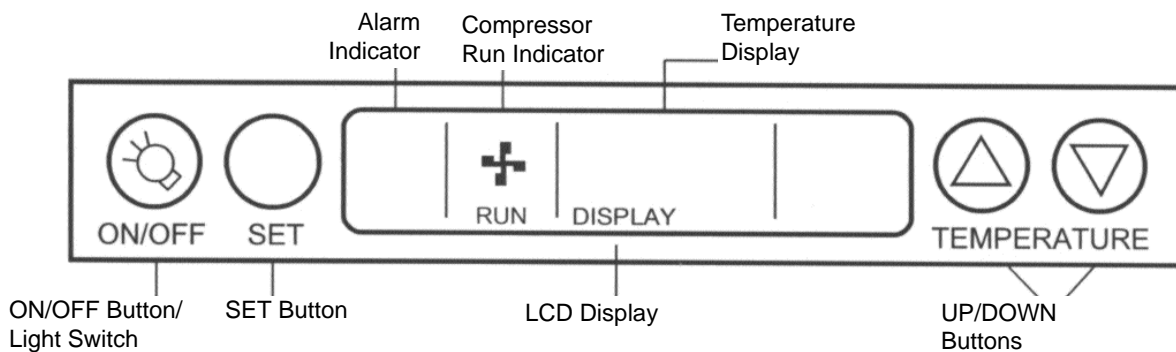 Alarm
Indicator
Compressor
Run Indicator
Temperature
Display
ON/OFF
SET
RUN
DISPLAY
TEMPERATURE
ON/OFF Button/
Light Switch
SET Button
LCD Display
UP/DOWN
Buttons